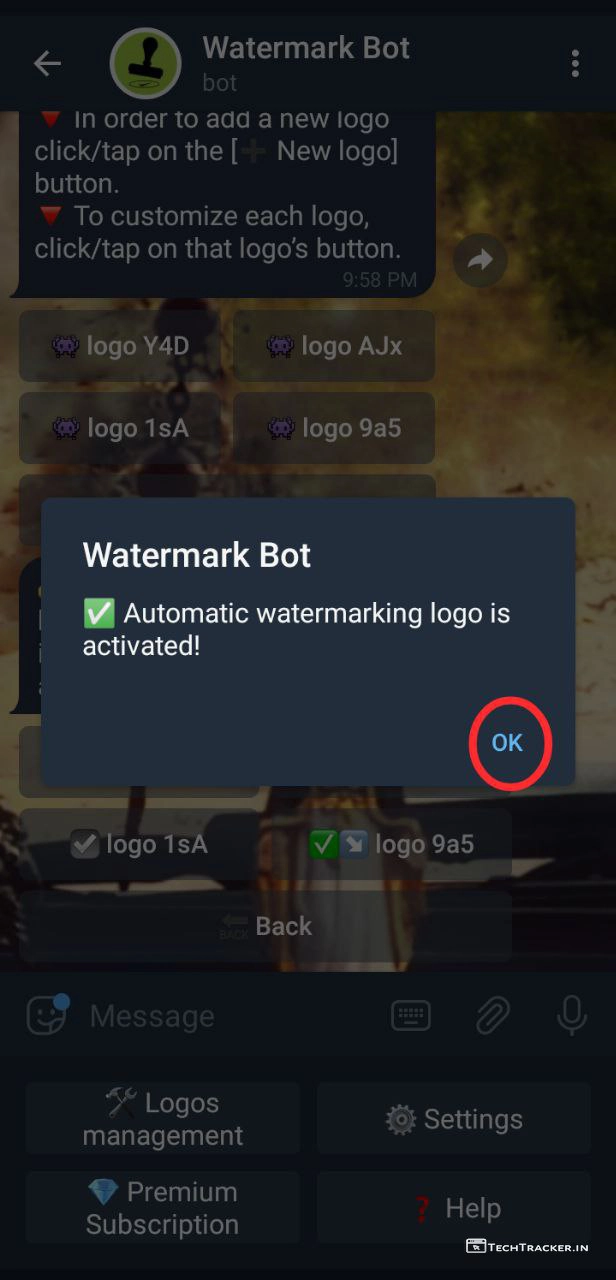 Watermark Bot
bot
🔻 In order to add a new logo
click/tap on the [➕ New logo]
button.
🔻 To customize each logo,
click/tap on that logo’s button.
9:58 PM
👾 logo Y4D
👾 logo AJx
👾 logo 1sA
👾 logo 9a5
Watermark Bot
✅ Automatic watermarking logo is
activated!
OK
✔️ logo 1sA
✅↘️ logo 9a5
🔙 Back
Message
🛠 Logos
management
⚙️ Settings
💎 Premium
Subscription
❓ Help
TechTracker.in